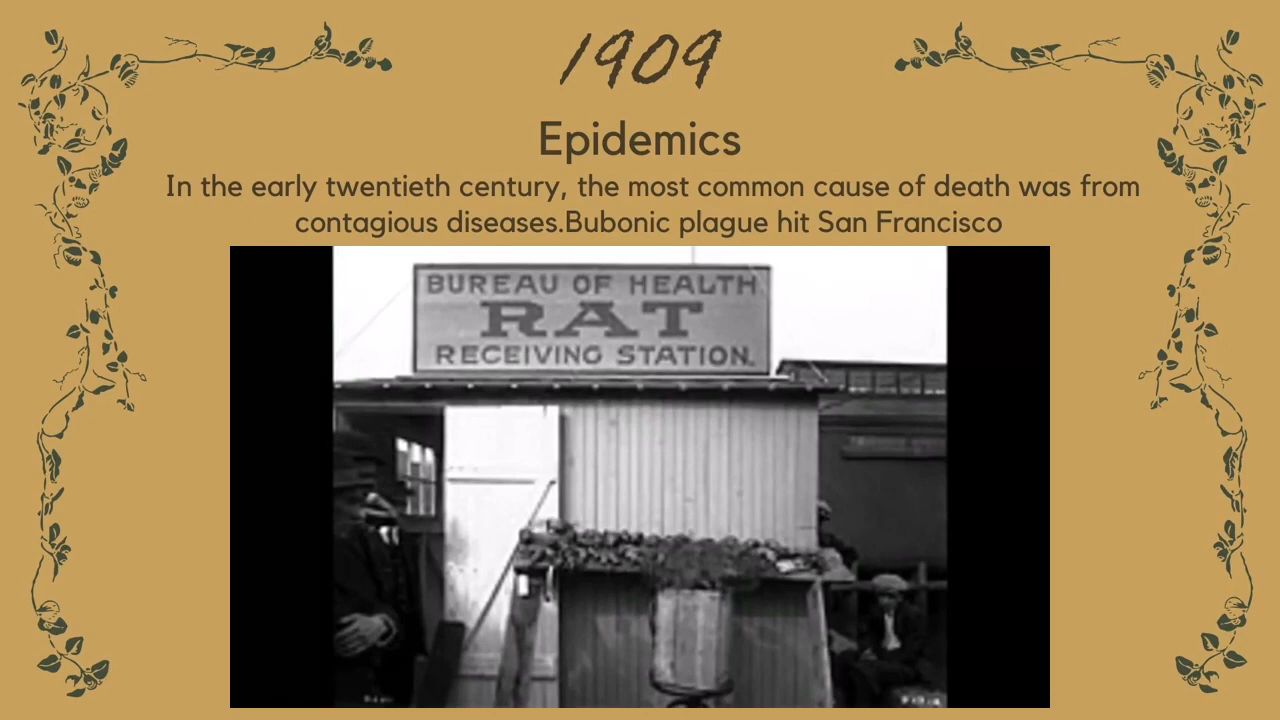 1909
Epidemics
In the early twentieth century, the most common cause of death was from
contagious diseases.Bubonic plague hit San Francisco
BUREAU OF HEALTH
RAT
RECEIVING STATION.